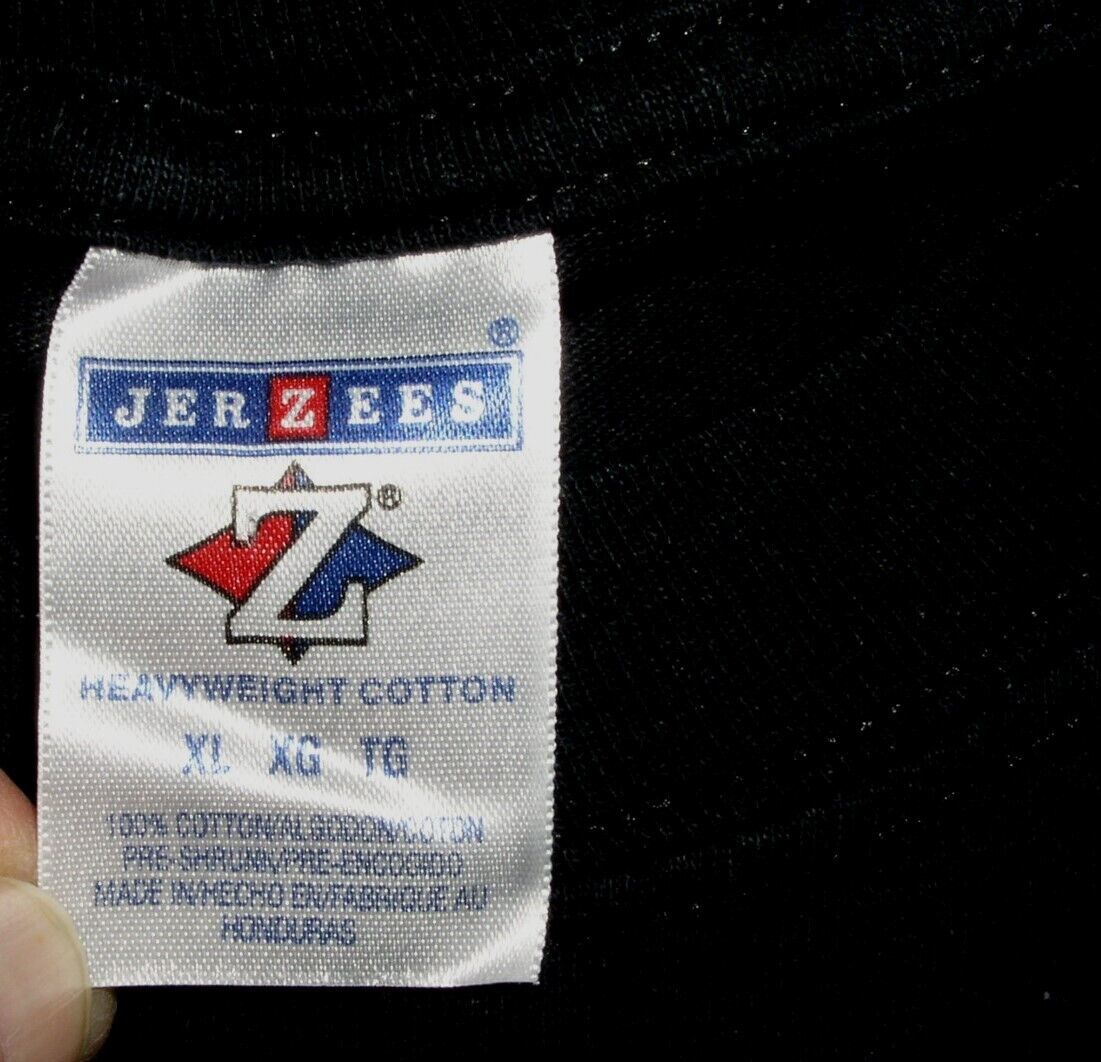 ®
JERZEES
Z ®
HEAVYWEIGHT COTTON
XL XG TG
100% COTTON/ALGODON/COTON
PRE-SHRUNK/PRE-ENCOGIDO
MADE IN/HECHO EN/FABRIQUE AU
HONDURAS